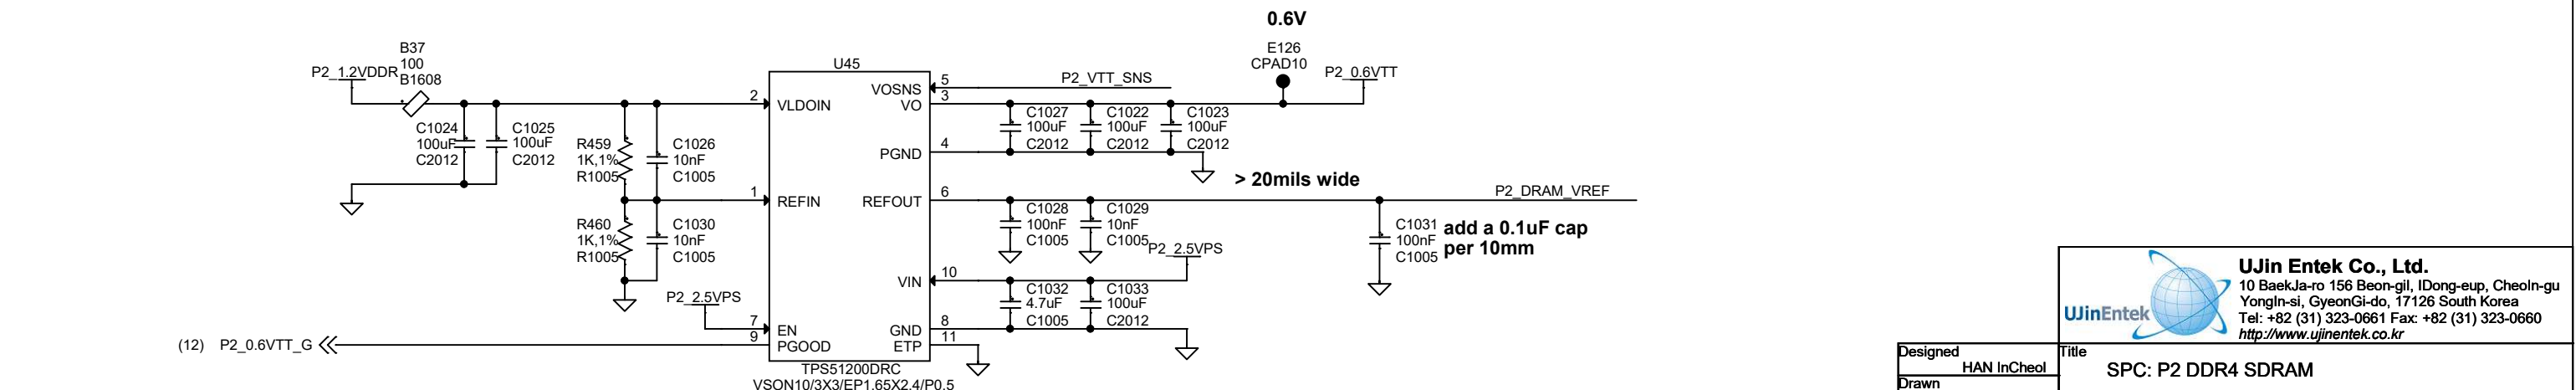 0.6V
B37
100
B1608
P2_1.2VDDR
E126
CPAD10
P2_0.6VTT
U45
P2_VTT_SNS
VOSNS 5
2 VLDOIN
VO 3
C1024
100uF
C2012
C1025
100uF
C2012
R459
1K,1%
R1005
C1026
10nF
C1005
C1027
100uF
C2012
C1022
100uF
C2012
C1023
100uF
C2012
PGND 4
> 20mils wide
1 REFIN
REFOUT 6
P2_DRAM_VREF
R460
1K,1%
R1005
C1030
10nF
C1005
C1028
100nF
C1005
C1029
10nF
C1005
C1031
100nF
C1005
add a 0.1uF cap
per 10mm
P2_2.5VPS
VIN 10
C1032
4.7uF
C1005
C1033
100uF
C2012
P2_2.5VPS
7 EN
GND 8
(12) P2_0.6VTT_G
9 PGOOD
ETP 11
TPS51200DRC
VSON10/3X3/EP1.65X2.4/P0.5
UJinEntek
UJin Entek Co., Ltd.
10 BaekJa-ro 156 Beon-gil, IDong-eup, CheoIn-gu
YongIn-si, GyeonGi-do, 17126 South Korea
Tel: +82 (31) 323-0661 Fax: +82 (31) 323-0660
http://www.ujinentek.co.kr
Designed
HAN InCheol
Title
SPC: P2 DDR4 SDRAM
Drawn